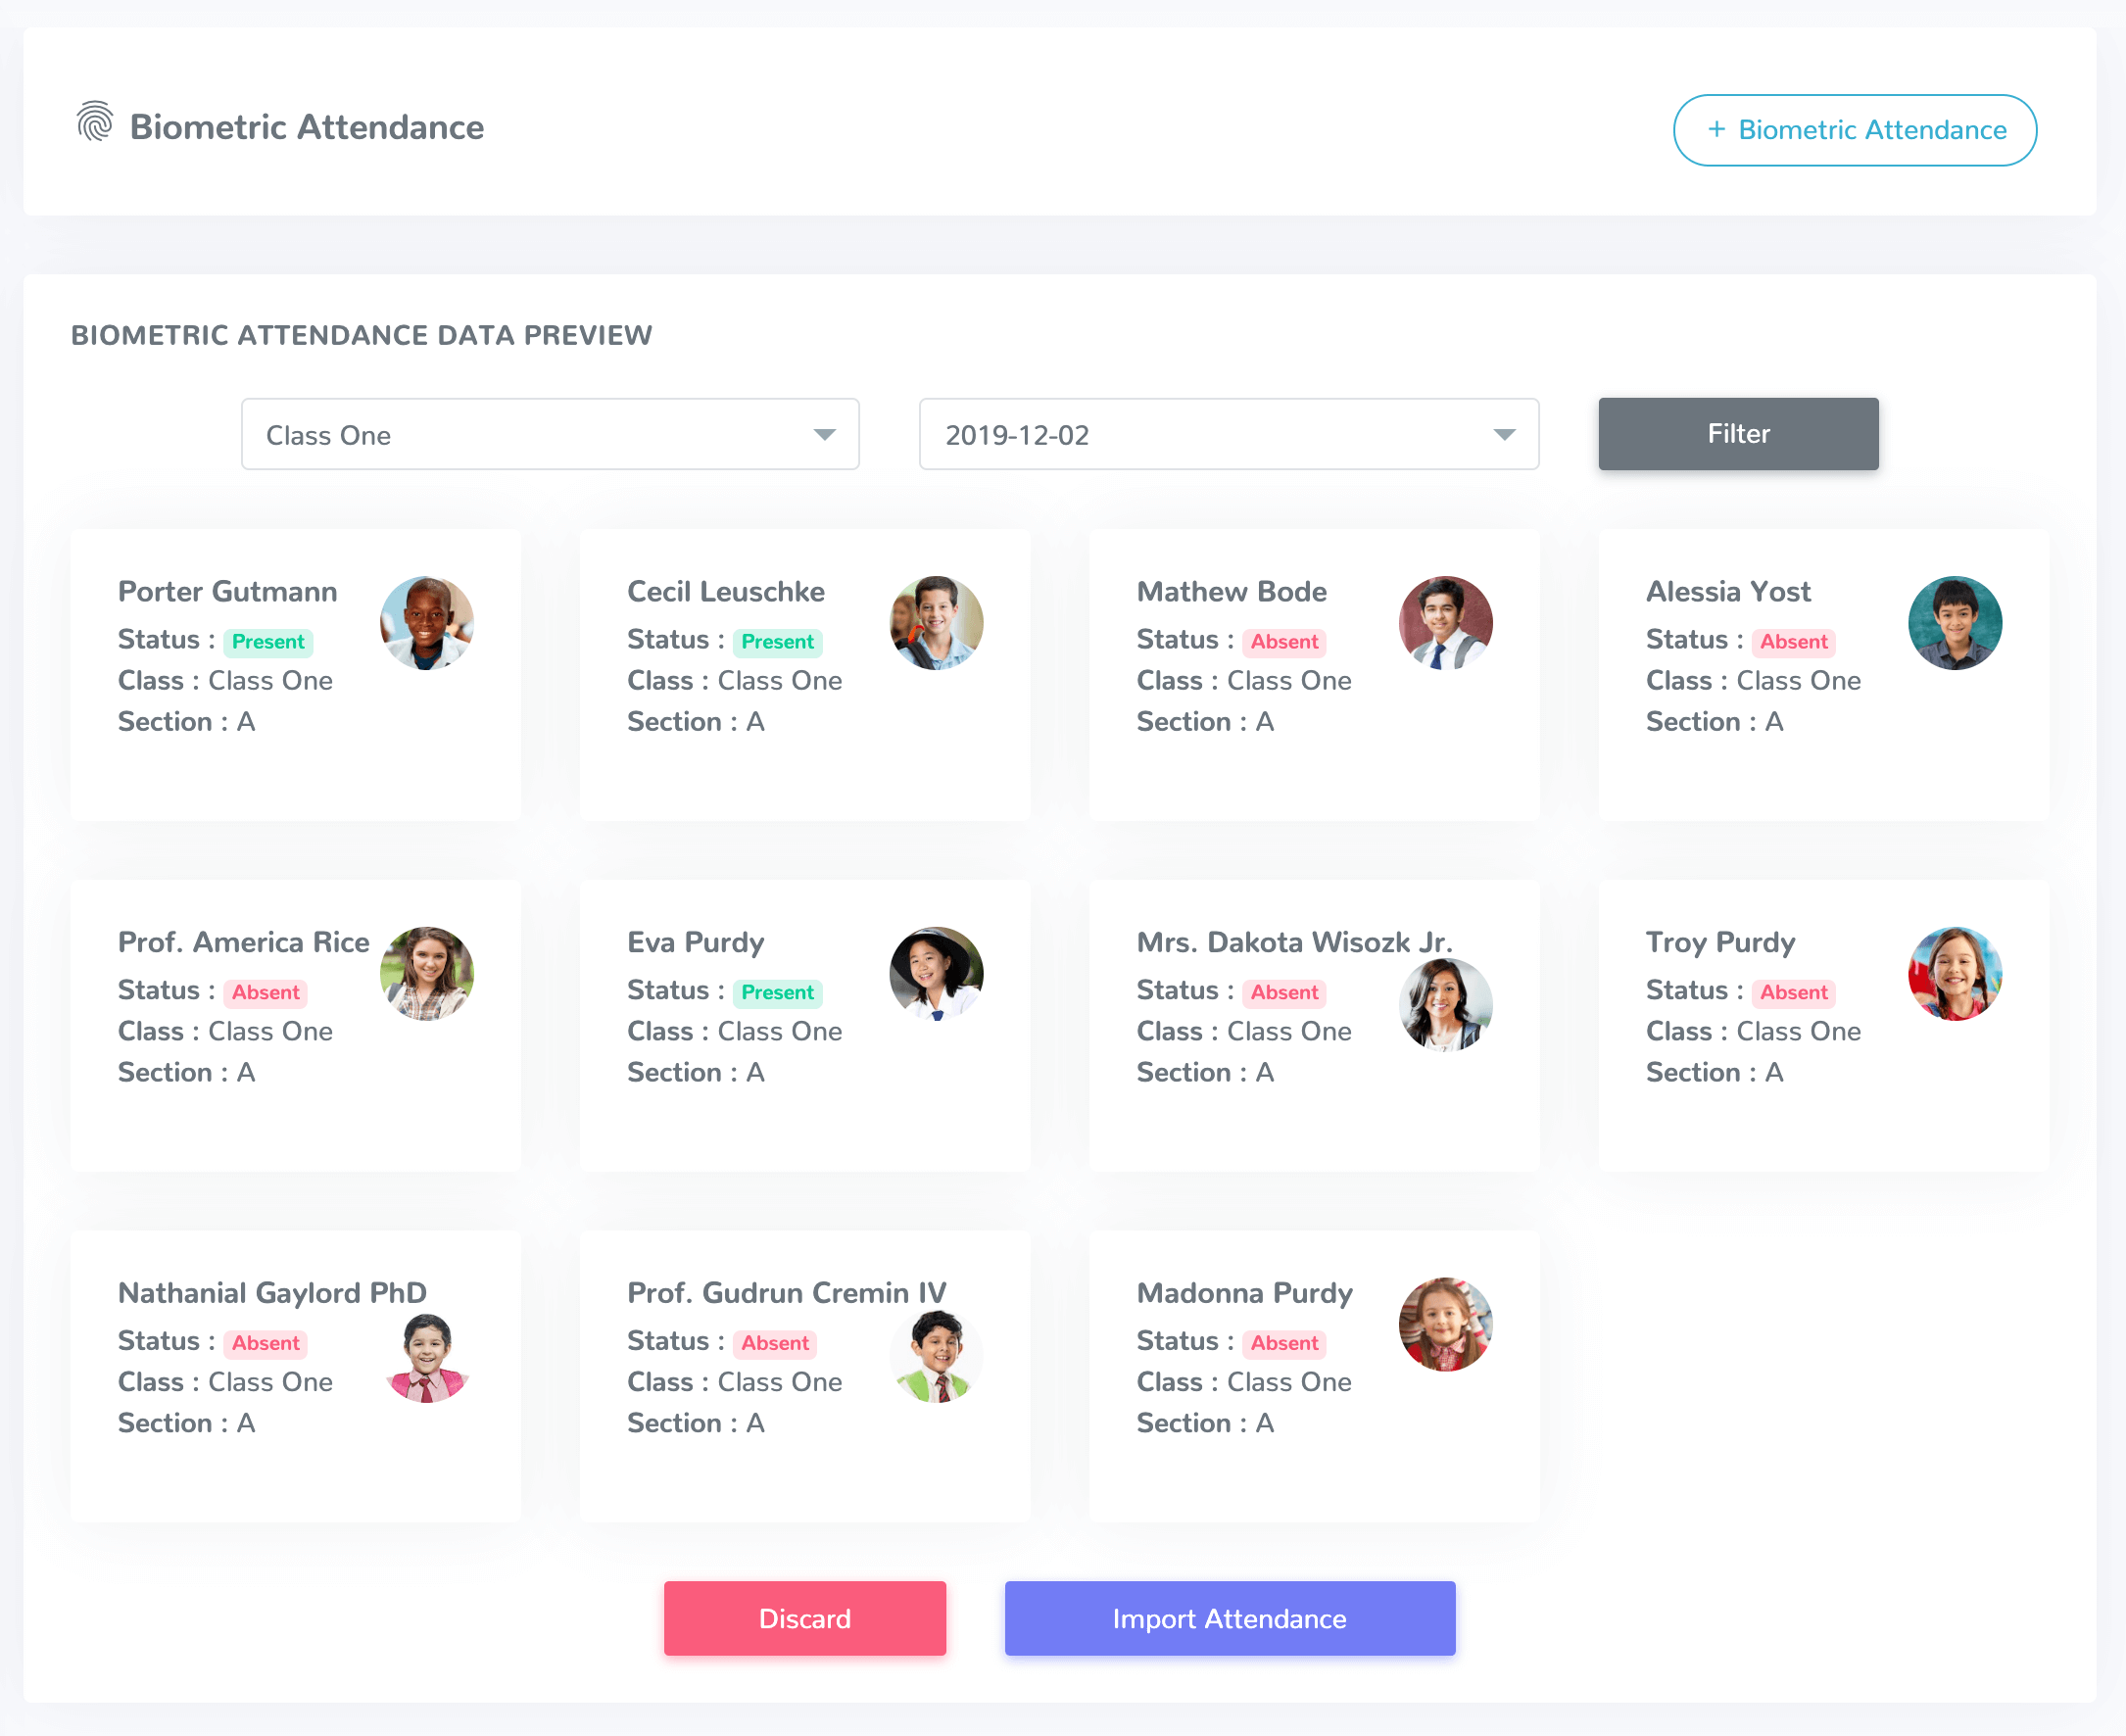 Biometric Attendance
+ Biometric Attendance
BIOMETRIC ATTENDANCE DATA PREVIEW
Class One
2019-12-02
Filter
Porter Gutmann
Status : Present
Class : Class One
Section : A
Cecil Leuschke
Status : Present
Class : Class One
Section : A
Mathew Bode
Status : Absent
Class : Class One
Section : A
Alessia Yost
Status : Absent
Class : Class One
Section : A
Prof. America Rice
Status : Absent
Class : Class One
Section : A
Eva Purdy
Status : Present
Class : Class One
Section : A
Mrs. Dakota Wisozk Jr.
Status : Absent
Class : Class One
Section : A
Troy Purdy
Status : Absent
Class : Class One
Section : A
Nathanial Gaylord PhD
Status : Absent
Class : Class One
Section : A
Prof. Gudrun Cremin IV
Status : Absent
Class : Class One
Section : A
Madonna Purdy
Status : Absent
Class : Class One
Section : A
Discard
Import Attendance